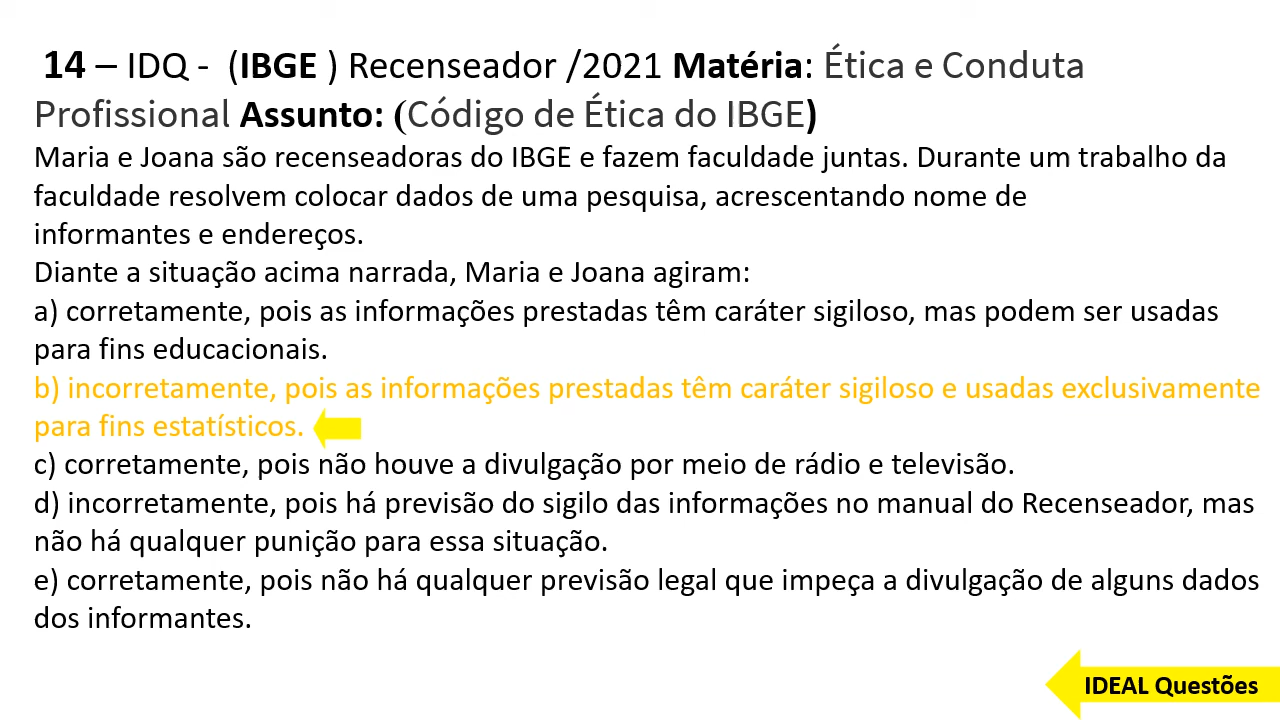 14 – IDQ - (IBGE ) Recenseador /2021 Matéria: Ética e Conduta
Profissional Assunto: (Código de Ética do IBGE)
Maria e Joana são recenseadoras do IBGE e fazem faculdade juntas. Durante um trabalho da
faculdade resolvem colocar dados de uma pesquisa, acrescentando nome de
informantes e endereços.
Diante a situação acima narrada, Maria e Joana agiram:
a) corretamente, pois as informações prestadas têm caráter sigiloso, mas podem ser usadas
para fins educacionais.
b) incorretamente, pois as informações prestadas têm caráter sigiloso e usadas exclusivamente
para fins estatísticos.
c) corretamente, pois não houve a divulgação por meio de rádio e televisão.
d) incorretamente, pois há previsão do sigilo das informações no manual do Recenseador, mas
não há qualquer punição para essa situação.
e) corretamente, pois não há qualquer previsão legal que impeça a divulgação de alguns dados
dos informantes.
IDEAL Questões